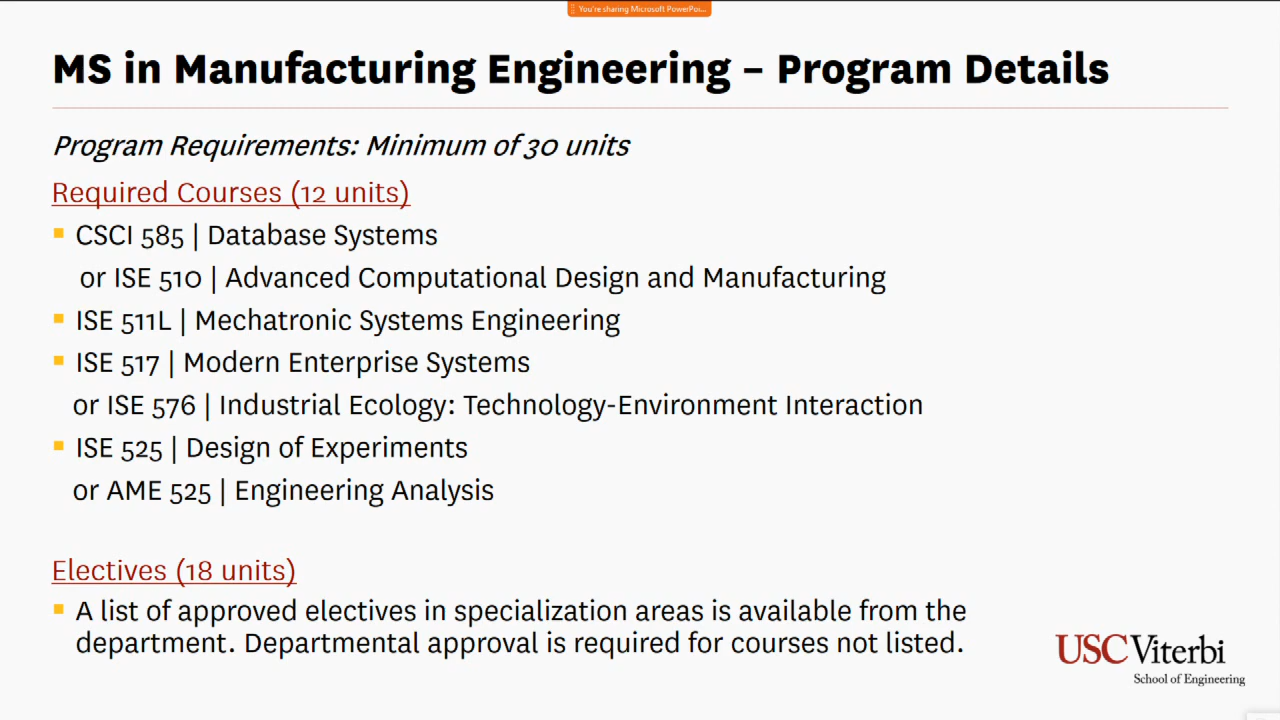 You're sharing Microsoft PowerPoi...
MS in Manufacturing Engineering – Program Details
Program Requirements: Minimum of 30 units
Required Courses (12 units)
CSCI 585 | Database Systems
or ISE 510 | Advanced Computational Design and Manufacturing
ISE 511L | Mechatronic Systems Engineering
ISE 517 | Modern Enterprise Systems
or ISE 576 | Industrial Ecology: Technology-Environment Interaction
ISE 525 | Design of Experiments
or AME 525 | Engineering Analysis
Electives (18 units)
A list of approved electives in specialization areas is available from the
department. Departmental approval is required for courses not listed.
USC Viterbi
School of Engineering